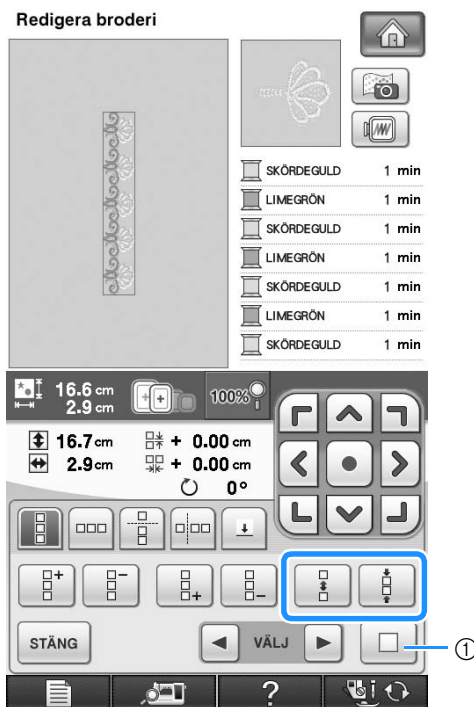 Redigera broderi
SKÖRDEGULD 1 min
LIMEGRÖN 1 min
SKÖRDEGULD 1 min
LIMEGRÖN 1 min
SKÖRDEGULD 1 min
LIMEGRÖN 1 min
SKÖRDEGULD 1 min
16.6 cm
2.9 cm
100%
16.7 cm + 0.00 cm
2.9 cm + 0.00 cm
0°
STÄNG
VÄLJ
①
?